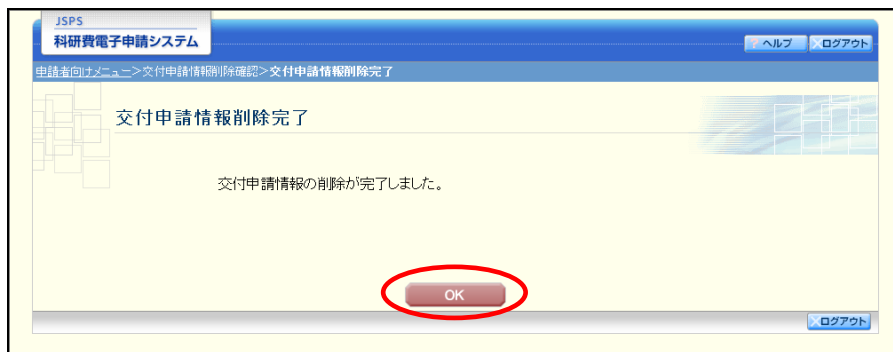 JSPS
科研費電子申請システム
? ヘルプ ×ログアウト
申請者向けメニュー>交付申請情報削除確認>交付申請情報削除完了
交付申請情報削除完了
交付申請情報の削除が完了しました。
OK
×ログアウト